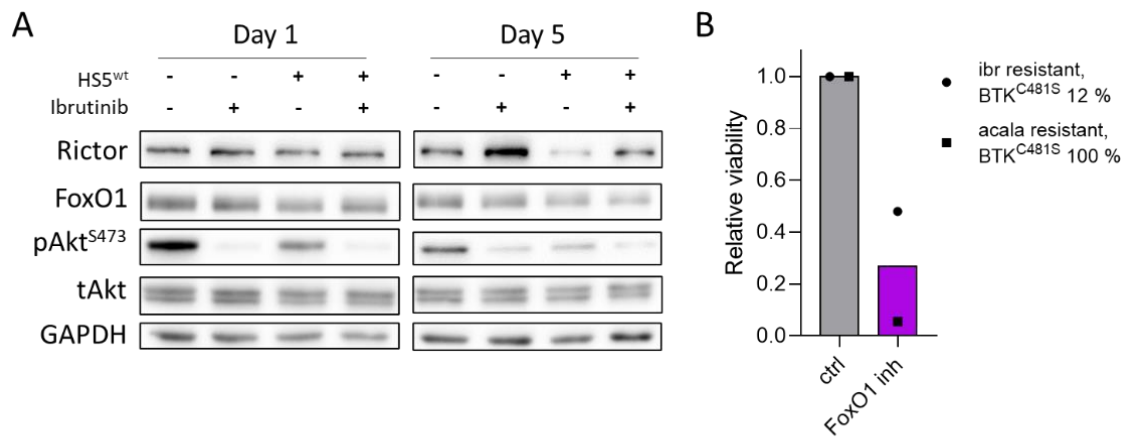 A
Day 1
Day 5
HS5wt - - + + - - + +
Ibrutinib - + - + - + - +
Rictor
FoxO1
pAktS473
tAkt
GAPDH
B
Relative viability
1.0
0.8
0.6
0.4
0.2
0.0
ctrl
FoxO1 inh
ibr resistant,
BTKC481S 12 %
acala resistant,
BTKC481S 100 %